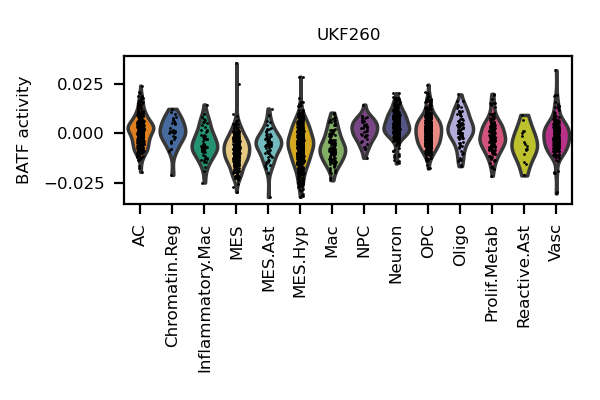 UKF260
BATF activity
0.025
0.000
−0.025
AC
Chromatin.Reg
Inflammatory.Mac
MES
MES.Ast
MES.Hyp
Mac
NPC
Neuron
OPC
Oligo
Prolif.Metab
Reactive.Ast
Vasc